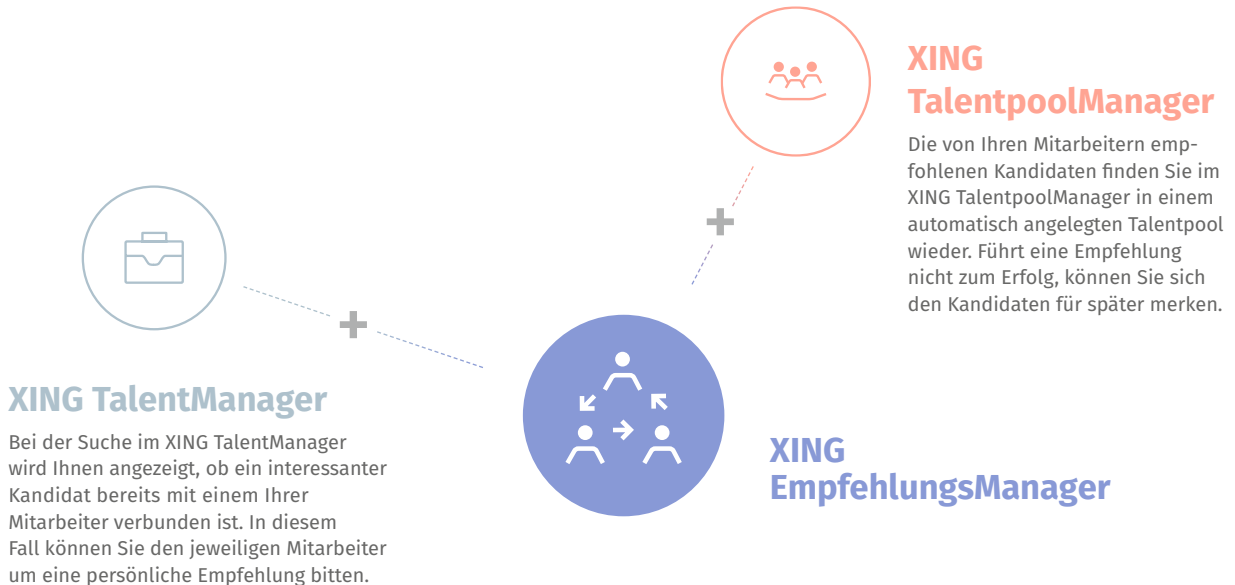 XING
TalentpoolManager
Die von Ihren Mitarbeitern emp-
fohlenen Kandidaten finden Sie im
XING TalentpoolManager in einem
automatisch angelegten Talentpool
wieder. Führt eine Empfehlung
nicht zum Erfolg, können Sie sich
den Kandidaten für später merken.
XING TalentManager
Bei der Suche im XING TalentManager
wird Ihnen angezeigt, ob ein interessanter
Kandidat bereits mit einem Ihrer
Mitarbeiter verbunden ist. In diesem
Fall können Sie den jeweiligen Mitarbeiter
um eine persönliche Empfehlung bitten.
XING
EmpfehlungsManager